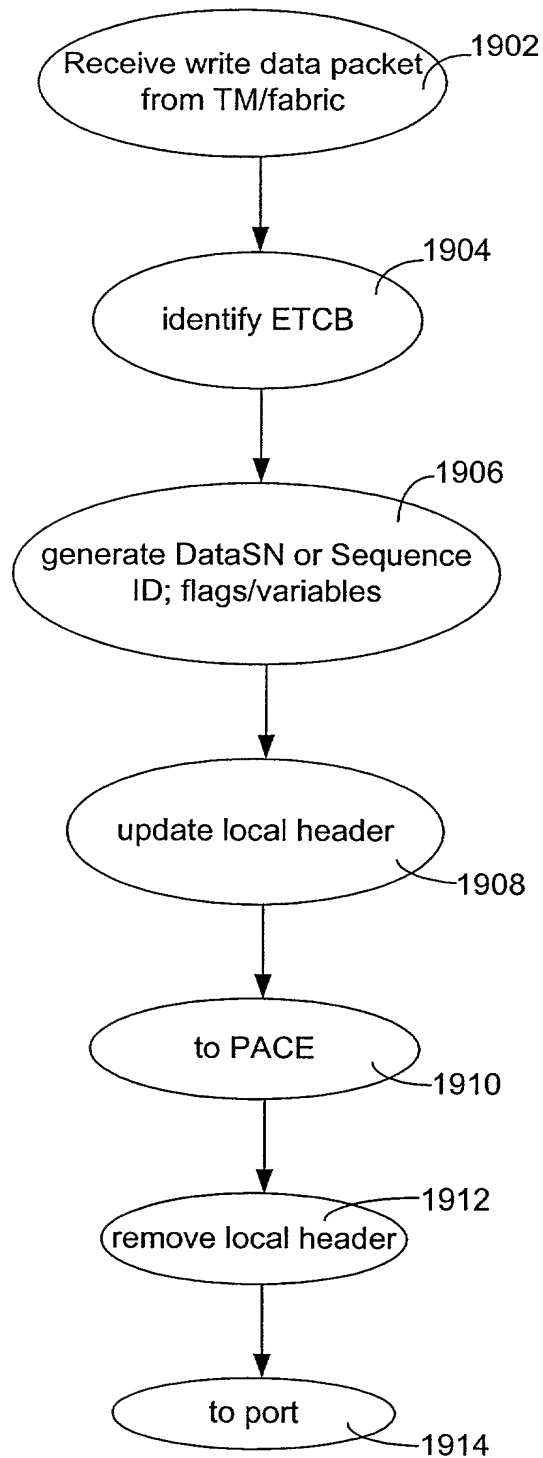 Receive write data packet
from TM/fabric
1902
1904
identify ETCB
1906
generate DataSN or Sequence
ID; flags/variables
update local header
1908
to PACE
1910
1912
remove local header
to port
1914